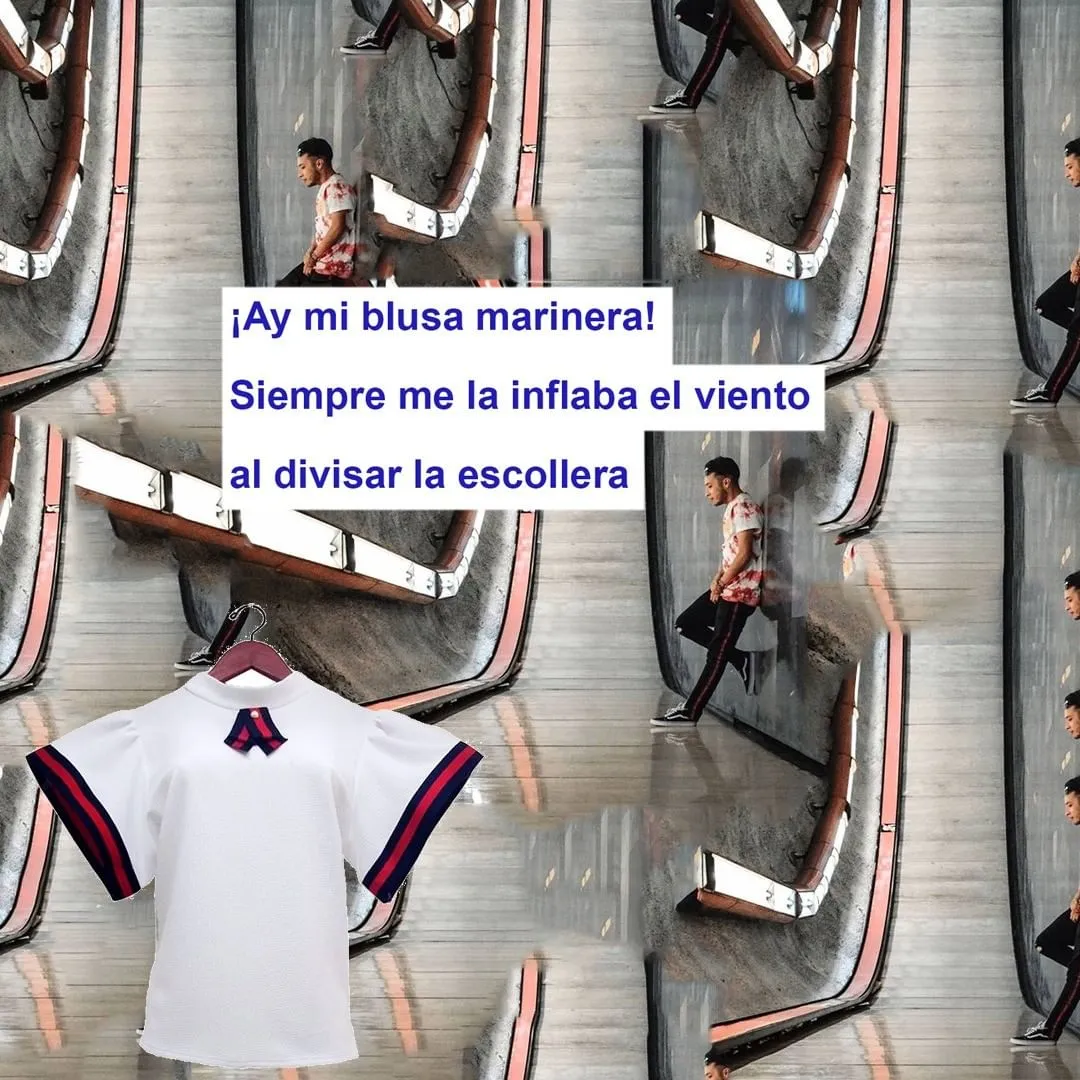 ¡Ay mi blusa marinera!
Siempre me la inflaba el viento
al divisar la escollera